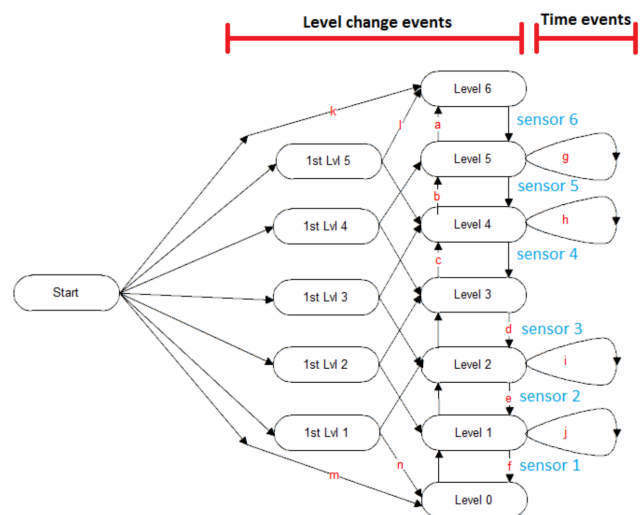 Level change events
Time events
Level 6
k
l
a
sensor 6
1st Lvl 5
Level 5
g
b
sensor 5
1st Lvl 4
Level 4
h
c
sensor 4
Start
1st Lvl 3
Level 3
d
sensor 3
1st Lvl 2
Level 2
i
e
sensor 2
1st Lvl 1
Level 1
j
n
f
sensor 1
m
Level 0